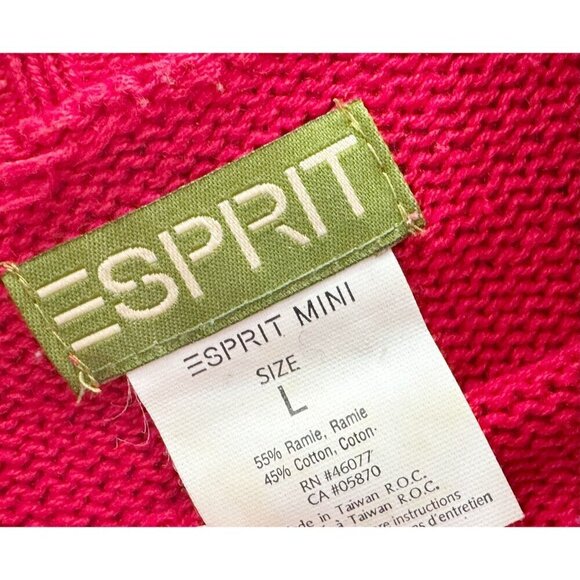 ESPRIT
ESPRIT MINI
SIZE
L
55% Ramie, Ramie
45% Cotton, Coton
RN #46077
CA #05870
in Taiwan R.O.C.
à Taiwan R.O.C.
instructions
d'entretien